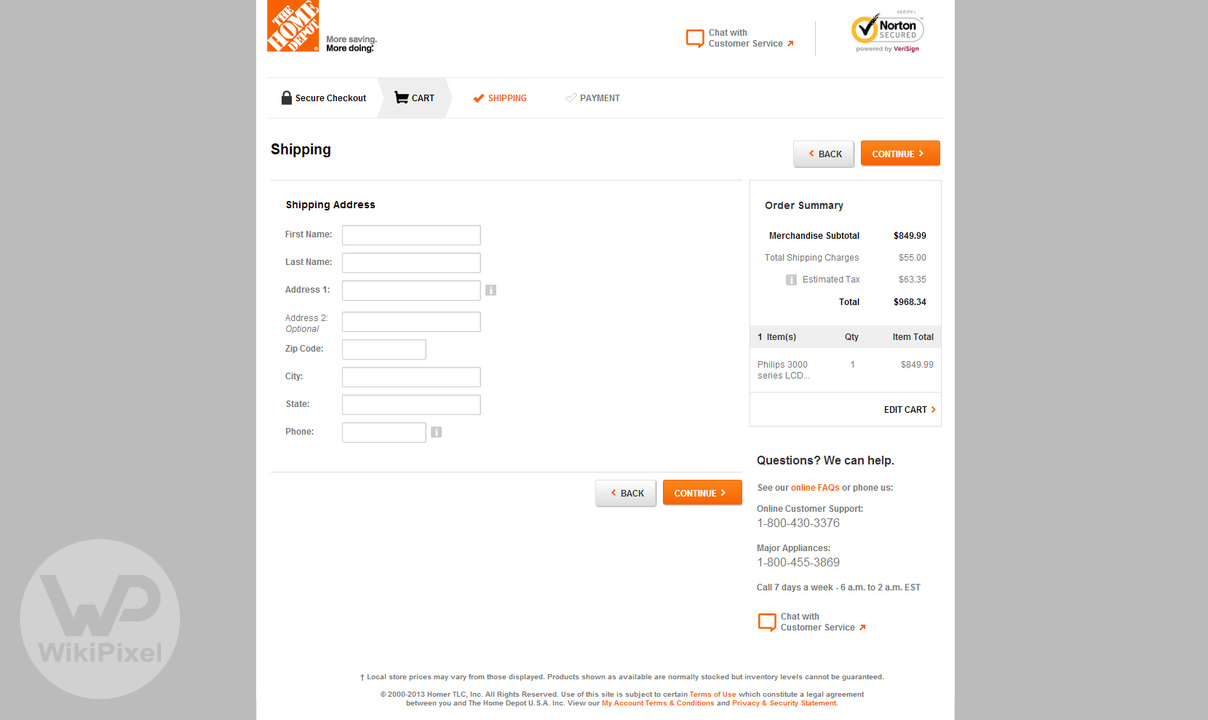 THE HOME DEPOT
More saving.
More doing.
Chat with
Customer Service
VERIFY
Norton
SECURED
powered by VeriSign
Secure Checkout
CART
SHIPPING
PAYMENT
Shipping
BACK
CONTINUE
Shipping Address
First Name:
Last Name:
Address 1:
Address 2:
Optional
Zip Code:
City:
State:
Phone:
BACK
CONTINUE
Order Summary
Merchandise Subtotal $849.99
Total Shipping Charges $55.00
Estimated Tax $63.35
Total $968.34
1 Item(s) Qty Item Total
Philips 3000 1 $849.99
series LCD...
EDIT CART
Questions? We can help.
See our online FAQs or phone us:
Online Customer Support:
1-800-430-3376
Major Appliances:
1-800-455-3869
Call 7 days a week - 6 a.m. to 2 a.m. EST
Chat with
Customer Service
WP
WikiPixel
† Local store prices may vary from those displayed. Products shown as available are normally stocked but inventory levels cannot be guaranteed.
© 2000-2013 Homer TLC, Inc. All Rights Reserved. Use of this site is subject to certain Terms of Use which constitute a legal agreement
between you and The Home Depot U.S.A. Inc. View our My Account Terms & Conditions and Privacy & Security Statement.